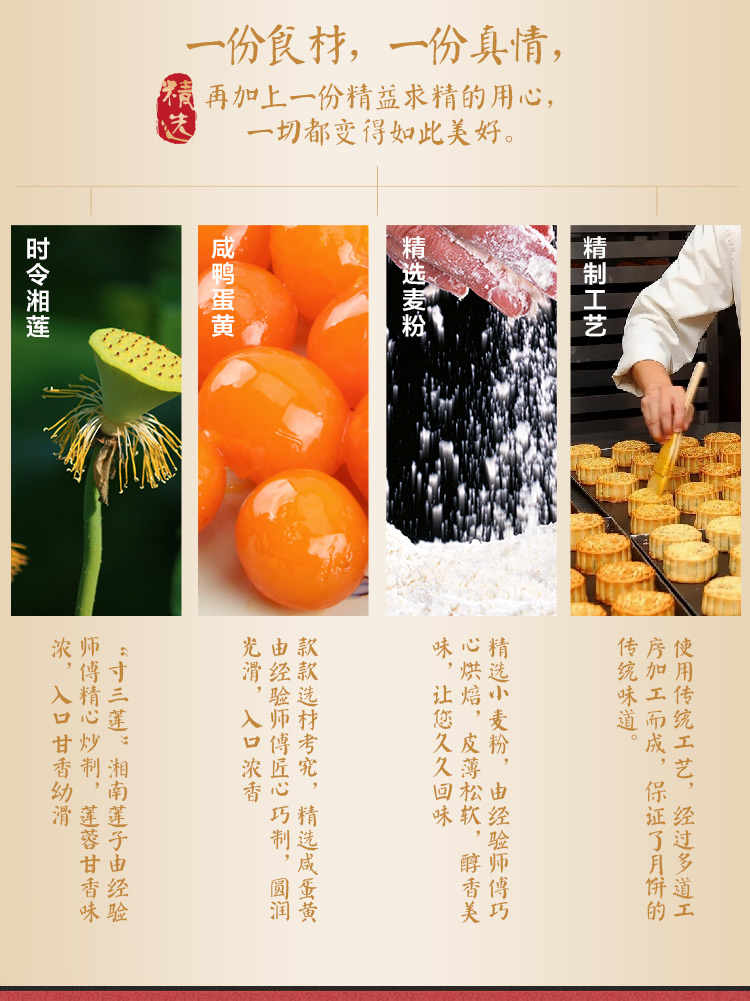 一份食材，一份真情，
精选
再加上一份精益求精的用心，
一切都变得如此美好。
时令湘莲
咸鸭蛋黄
精选麦粉
精制工艺
“寸三莲”湘南莲子由经验
师傅精心炒制，莲蓉甘香味
浓，入口甘香幼滑
款款选材考究，精选咸蛋黄
由经验师傅匠心巧制，圆润
光滑，入口浓香
精选小麦粉，由经验师傅巧
心烘焙，皮薄松软，醇香美
味，让您久久回味
使用传统工艺，经过多道工
序加工而成，保证了月饼的
传统味道。